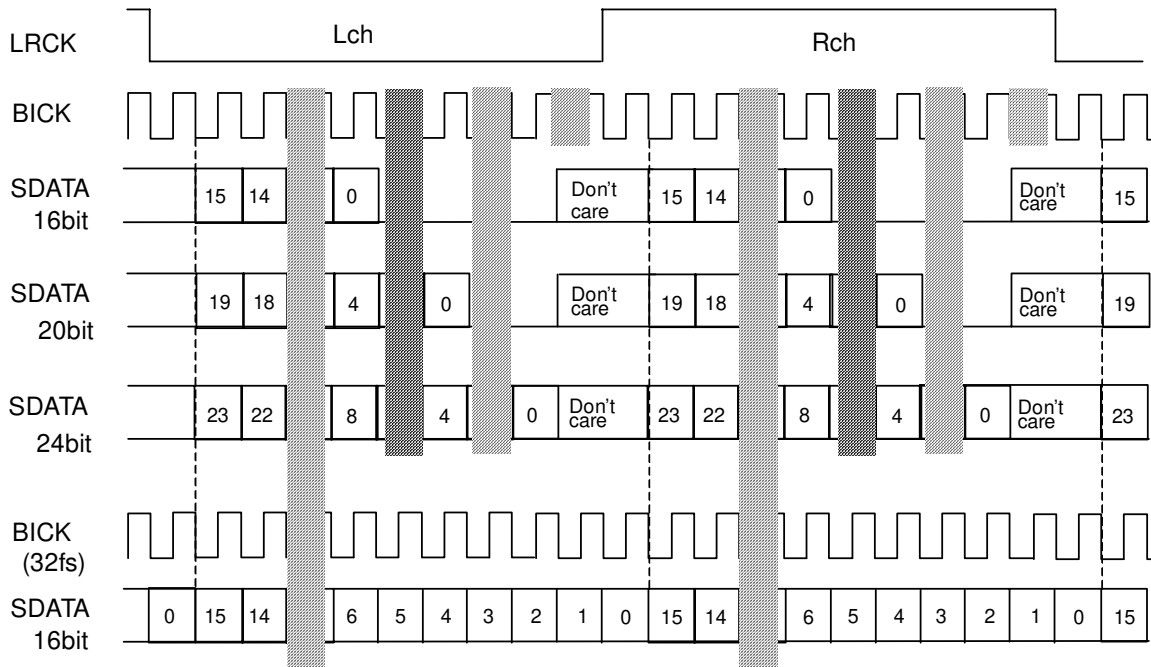 LRCK Lch Rch
BICK
SDATA 16bit 15 14 0 Don't care 15 14 0 Don't care 15
SDATA 20bit 19 18 4 0 Don't care 19 18 4 0 Don't care 19
SDATA 24bit 23 22 8 4 0 Don't care 23 22 8 4 0 Don't care 23
BICK (32fs)
SDATA 16bit 0 15 14 6 5 4 3 2 1 0 15 14 6 5 4 3 2 1 0 15